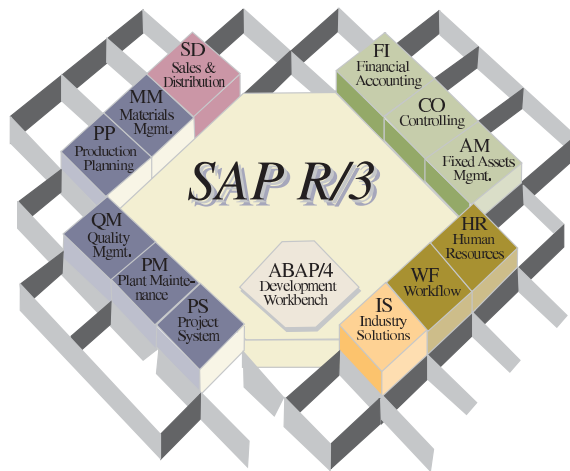 SD
Sales &
Distribution
MM
Materials
Mgmt.
PP
Production
Planning
FI
Financial
Accounting
CO
Controlling
AM
Fixed Assets
Mgmt.
SAP R/3
QM
Quality
Mgmt.
PM
Plant Mainte-
nance
PS
Project
System
ABAP/4
Development
Workbench
HR
Human
Resources
WF
Workflow
IS
Industry
Solutions